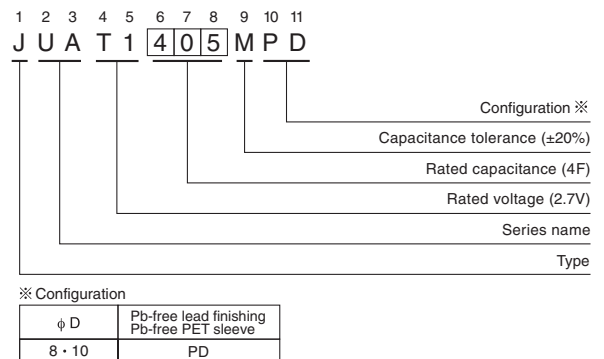 1 2 3 4 5 6 7 8 9 10 11
J U A T 1 4 0 5 M P D
Configuration ※
Capacitance tolerance (±20%)
Rated capacitance (4F)
Rated voltage (2.7V)
Series name
Type
※ Configuration
φ D
Pb-free lead finishing
Pb-free PET sleeve
8・10
PD